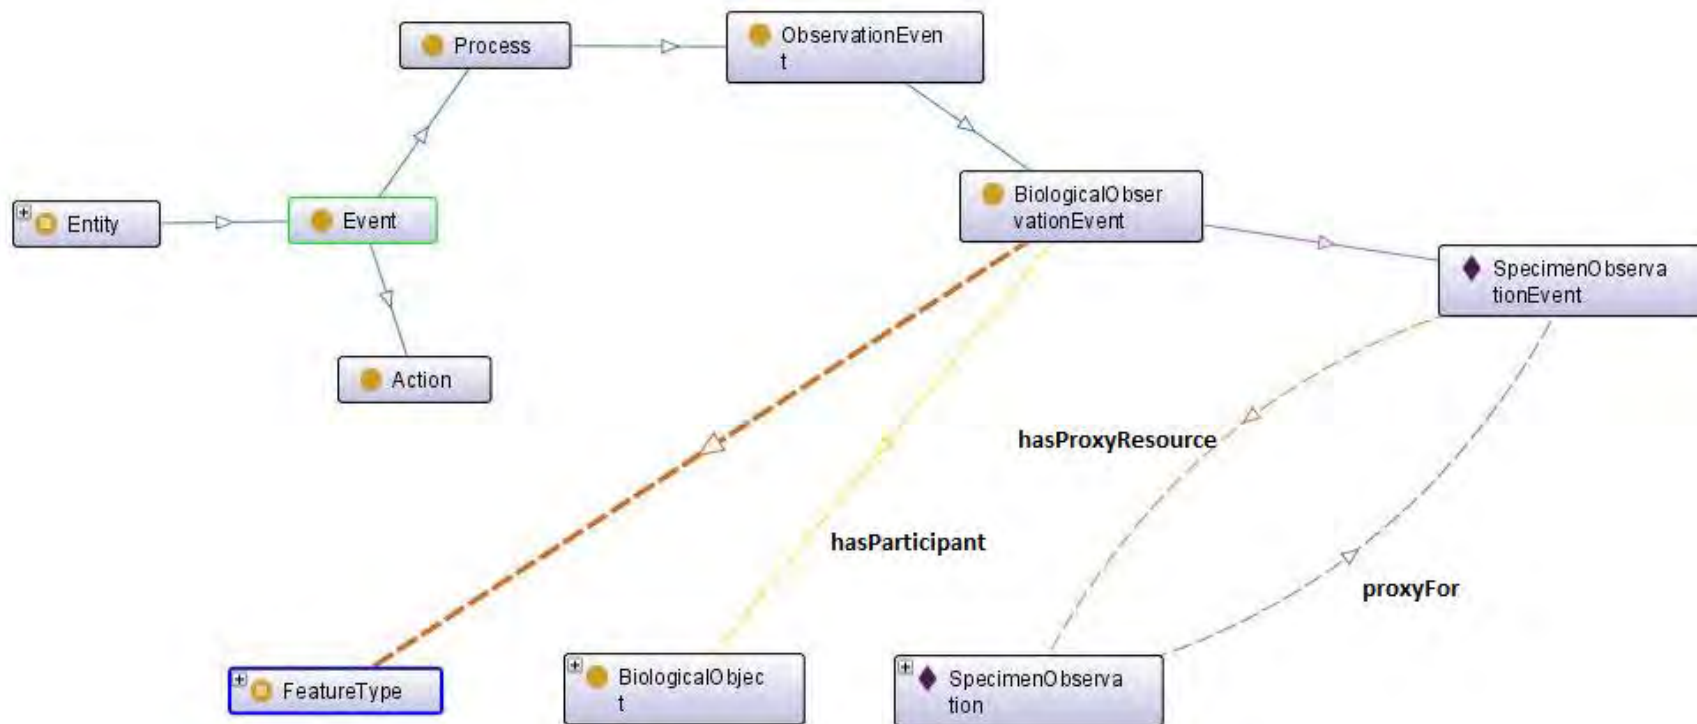 Process
ObservationEven
t
BiologicalObser
vationEvent
Entity
Event
SpecimenObserva
tionEvent
Action
hasProxyResource
hasParticipant
proxyFor
FeatureType
BiologicalObjec
t
SpecimenObserva
tion